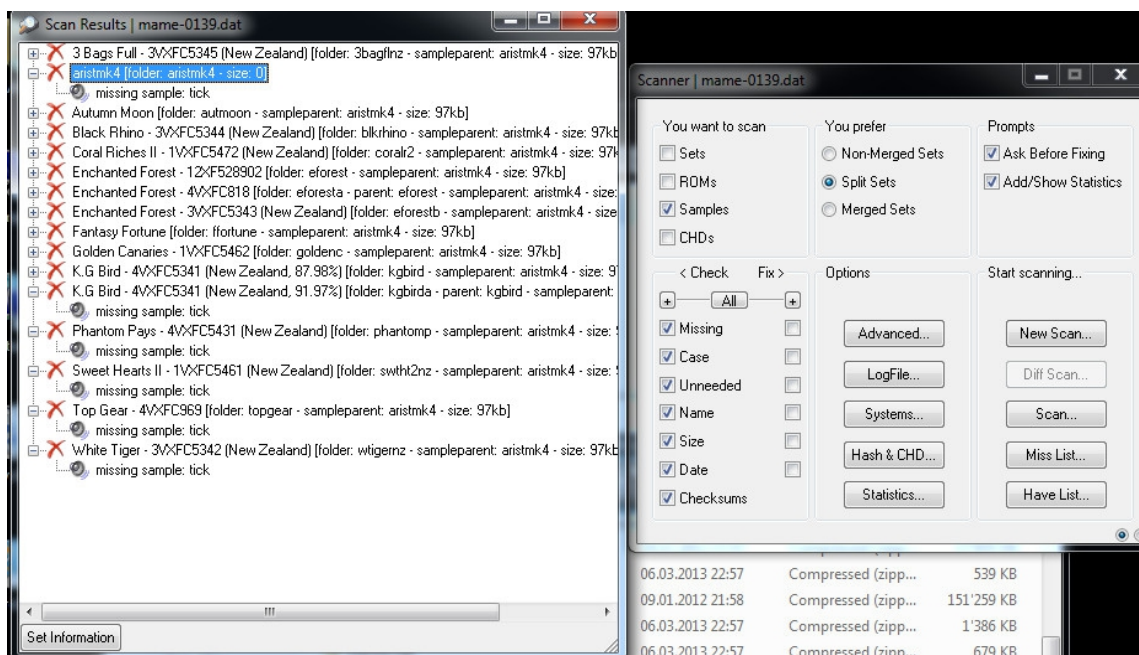 Scan Results | mame-0139.dat
3 Bags Full - 3VXFC5345 (New Zealand) [folder: 3bagflnz - sampleparent: aristmk4 - size: 97kb
aristmk4 [folder: aristmk4 - size: 0]
missing sample: tick
Autumn Moon [folder: autmoon - sampleparent: aristmk4 - size: 97kb]
Black Rhino - 3VXFC5344 (New Zealand) [folder: blkrhino - sampleparent: aristmk4 - size: 97kb
Coral Riches II - 1VXFC5472 (New Zealand) [folder: coralr2 - sampleparent: aristmk4 - size: 97k
Enchanted Forest - 12XF528902 [folder: eforest - sampleparent: aristmk4 - size: 97kb]
Enchanted Forest - 4VXFC818 [folder: eforesta - parent: eforest - sampleparent: aristmk4 - size:
Enchanted Forest - 3VXFC5343 (New Zealand) [folder: eforestb - sampleparent: aristmk4 - size
Fantasy Fortune [folder: ffortune - sampleparent: aristmk4 - size: 97kb]
Golden Canaries - 1VXFC5462 [folder: goldenc - sampleparent: aristmk4 - size: 97kb]
K.G Bird - 4VXFC5341 (New Zealand, 87.98%) [folder: kgbird - sampleparent: aristmk4 - size: 9
K.G Bird - 4VXFC5341 (New Zealand, 91.97%) [folder: kgbirda - parent: kgbird - sampleparent:
missing sample: tick
Phantom Pays - 4VXFC5431 (New Zealand) [folder: phantomp - sampleparent: aristmk4 - size:
missing sample: tick
Sweet Hearts II - 1VXFC5461 (New Zealand) [folder: swtht2nz - sampleparent: aristmk4 - size:
missing sample: tick
Top Gear - 4VXFC969 [folder: topgear - sampleparent: aristmk4 - size: 97kb]
missing sample: tick
White Tiger - 3VXFC5342 (New Zealand) [folder: wtigernz - sampleparent: aristmk4 - size: 97kb
missing sample: tick
Set Information
Scanner | mame-0139.dat
You want to scan
Sets
ROMs
Samples
CHDs
You prefer
Non-Merged Sets
Split Sets
Merged Sets
Prompts
Ask Before Fixing
Add/Show Statistics
< Check Fix >
+ All +
Missing
Case
Unneeded
Name
Size
Date
Checksums
Options
Advanced...
LogFile...
Systems...
Hash & CHD...
Statistics...
Start scanning...
New Scan...
Diff Scan...
Scan...
Miss List...
Have List...
06.03.2013 22:57 Compressed (zipp... 539 KB
09.01.2012 21:58 Compressed (zipp... 151'259 KB
06.03.2013 22:57 Compressed (zipp... 1'386 KB
06.03.2013 22:57 Compressed (zipp... 679 KB